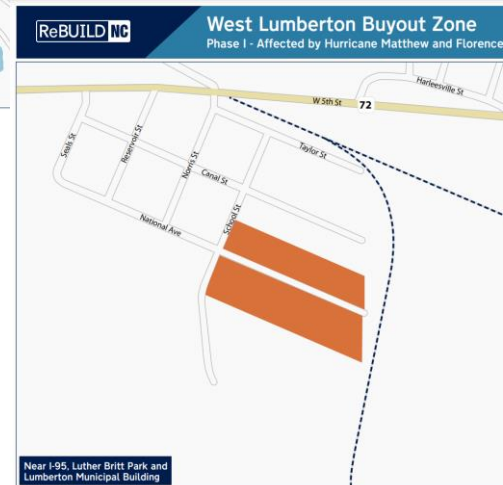 ReBUILD NC
West Lumberton Buyout Zone
Phase I - Affected by Hurricane Matthew and Florence
Harleesville St
W 5th St 72
Seals St
Reservoir St
Norris St
Taylor St
Canal St
School St
National Ave
Near I-95, Luther Britt Park and
Lumberton Municipal Building